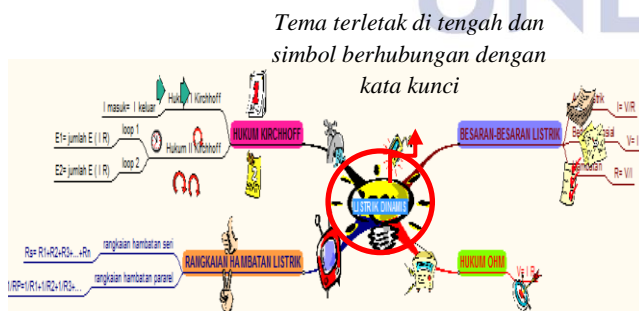 Tema terletak di tengah dan
simbol berhubungan dengan
kata kunci
I masuk= I keluar
Kirchhoff
HUKUM KIRCHHOFF
E1= jumlah E ( I R)
loop 1
Hukum II Kirchhoff
E2= jumlah E ( I R)
loop 2
BESARAN-BESARAN LISTRIK
I= V/R
R= V/I
LISTRIK DINAMIS
Rs= R1+R2+R3+...+Rn
rangkaian hambatan seri
RANGKAIAN HAMBATAN LISTRIK
rangkaian hambatan pararel
1/RP=1/R1+1/R2+1/R3+...
HUKUM OHM
V= I R